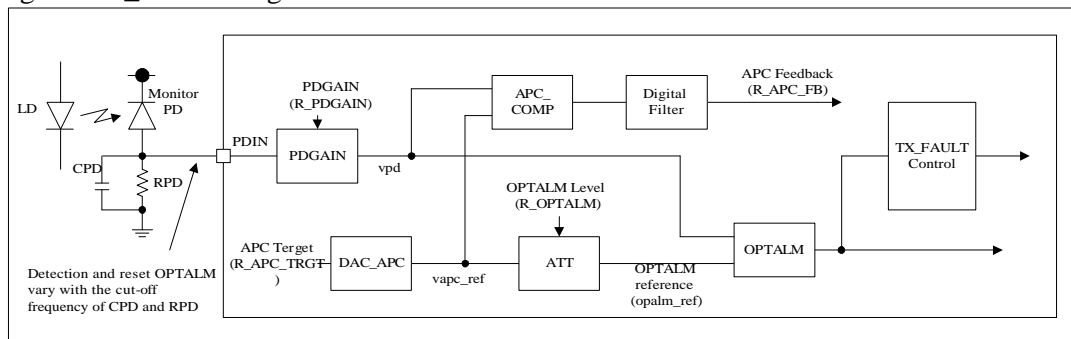 LD
Monitor
PD
CPD
RPD
PDIN
PDGAIN
(R_PDGAIN)
PDGAIN
vpd
APC_
COMP
Digital
Filter
APC Feedback
(R_APC_FB)
TX_FAULT
Control
OPTALM Level
(R_OPTALM)
APC Terget
(R_APC_TRGT
)
DAC_APC
vapc_ref
ATT
OPTALM
reference
(opalm_ref)
OPTALM
Detection and reset OPTALM
vary with the cut-off
frequency of CPD and RPD